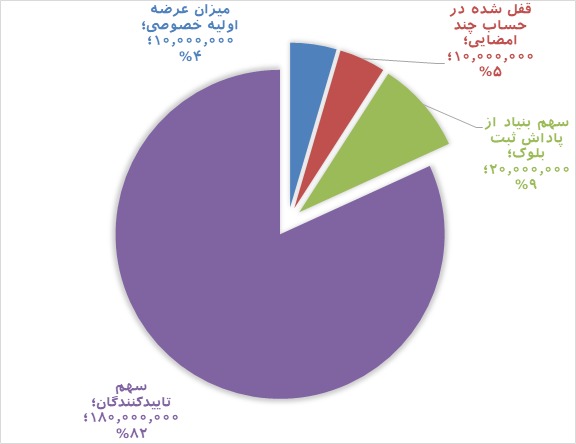 میزان عرضه
اولیه خصوصی؛
۱۰,۰۰۰,۰۰۰؛
%۴
قفل شده در
حساب چند
امضایی؛
۱۰,۰۰۰,۰۰۰؛
%۵
سهم بنیاد از
پاداش ثبت
بلوک؛
۲۰,۰۰۰,۰۰۰؛
%۹
سهم
تاییدکنندگان؛
۱۸۰,۰۰۰,۰۰۰؛
%۸۲